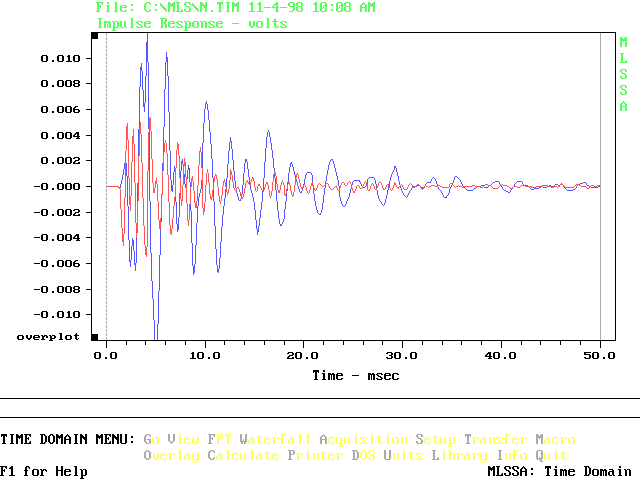 File: C:\MLS\N.TIM 11-4-98 10:08 AM
Impulse Response - volts
MLSSA
0.010
0.008
0.006
0.004
0.002
-0.000
-0.002
-0.004
-0.006
-0.008
-0.010
overplot
0.0 10.0 20.0 30.0 40.0 50.0
Time - msec
TIME DOMAIN MENU: Go View FFT Waterfall Acquisition Setup Transfer Macro
Overlay Calculate Printer DOS Units Library Info Quit
F1 for Help MLSSA: Time Domain